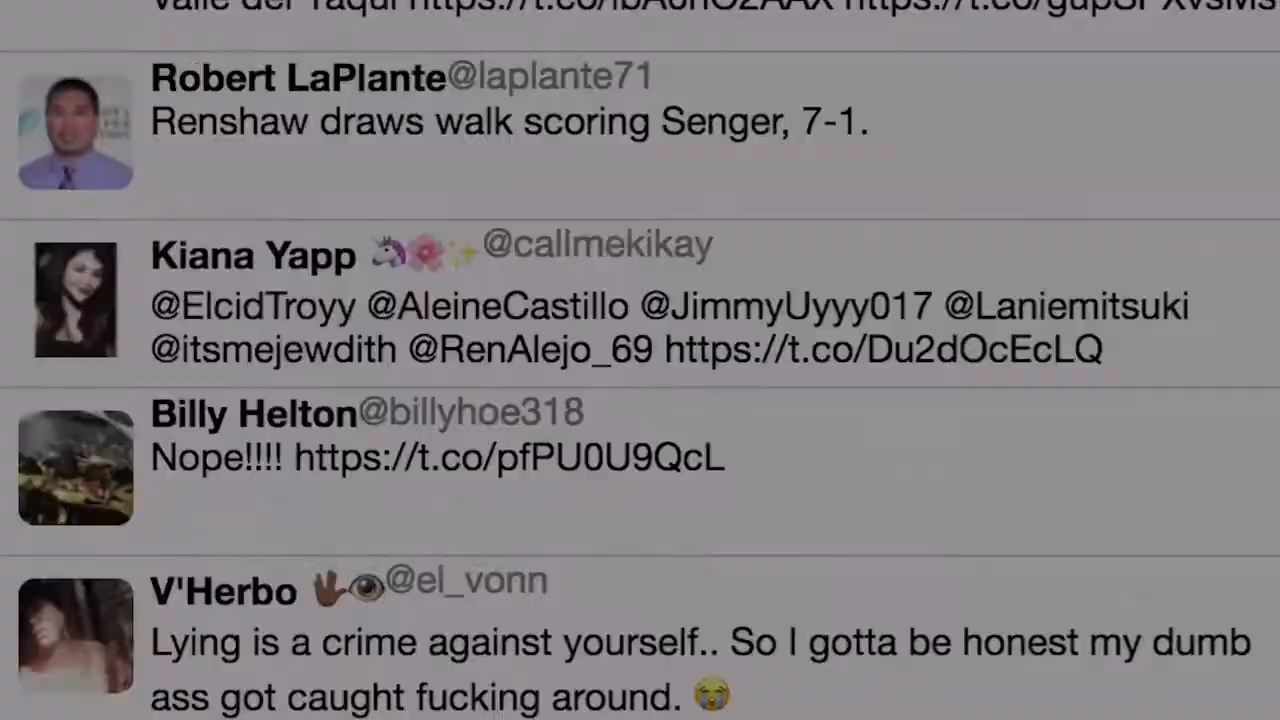 Robert LaPlante@laplante71
Renshaw draws walk scoring Senger, 7-1.
Kiana Yapp 🦄🌸✨@callmekikay
@ElcidTroyy @AleineCastillo @JimmyUyyy017 @Laniemitsuki
@itsmejewdith @RenAlejo_69 https://t.co/Du2dOcEcLQ
Billy Helton@billyhoe318
Nope!!!! https://t.co/pfPU0U9QcL
V'Herbo 🖖🏾👁@el_vonn
Lying is a crime against yourself.. So I gotta be honest my dumb
ass got caught fucking around. 😭